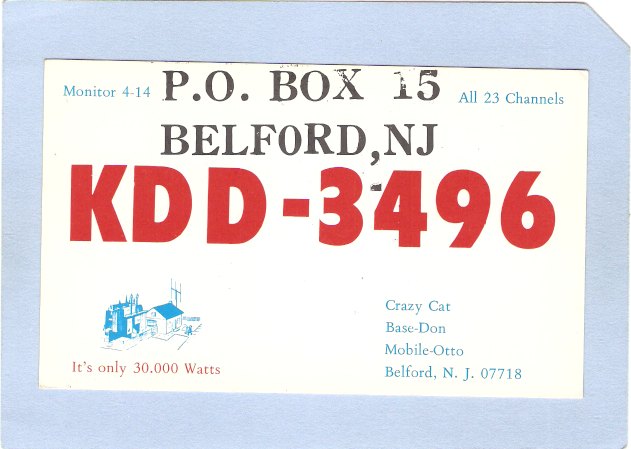 Monitor 4-14
P.O. BOX 15
All 23 Channels
BELFORD, NJ
KDD-3496
Crazy Cat
Base-Don
Mobile-Otto
Belford, N. J. 07718
It's only 30.000 Watts